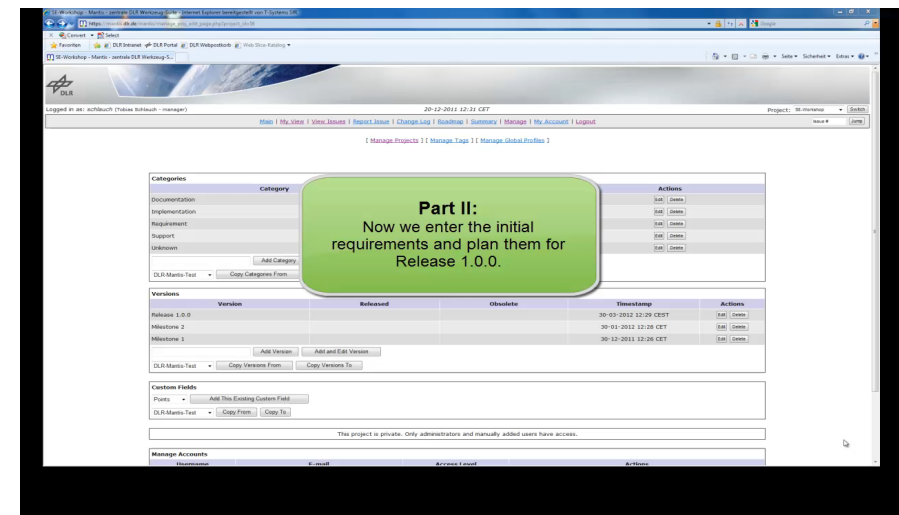 SE-Workshop - Mantis - zentrale DLR Werkzeug-Suite - Internet Explorer bereitgestellt von T-Systems SfR
Google
Convert Select
Favoriten DLR Intranet DLR Portal DLR Webpostkorb Web Slice-Katalog
SE-Workshop - Mantis - zentrale DLR Werkzeug-S...
Seite Sicherheit Extras
DLR
Logged in as: schlauch (Tobias Schlauch - manager) 20-12-2011 12:31 CET Project: SE-Workshop Switch
Main | My View | View Issues | Report Issue | Change Log | Roadmap | Summary | Manage | My Account | Logout Issue # Jump
[ Manage Projects ] [ Manage Tags ] [ Manage Global Profiles ]
Categories
Category Actions
Documentation Edit Delete
Implementation Edit Delete
Requirement Edit Delete
Support Edit Delete
Unknown Edit Delete
Add Category
DLR-Mantis-Test Copy Categories From
Part II:
Now we enter the initial
requirements and plan them for
Release 1.0.0.
Versions
Version Released Obsolete Timestamp Actions
Release 1.0.0 30-03-2012 12:29 CEST Edit Delete
Milestone 2 30-01-2012 12:28 CET Edit Delete
Milestone 1 30-12-2011 12:26 CET Edit Delete
Add Version Add and Edit Version
DLR-Mantis-Test Copy Versions From Copy Versions To
Custom Fields
Points Add This Existing Custom Field
DLR-Mantis-Test Copy From Copy To
This project is private. Only administrators and manually added users have access.
Manage Accounts
Username E-mail Access Level Actions